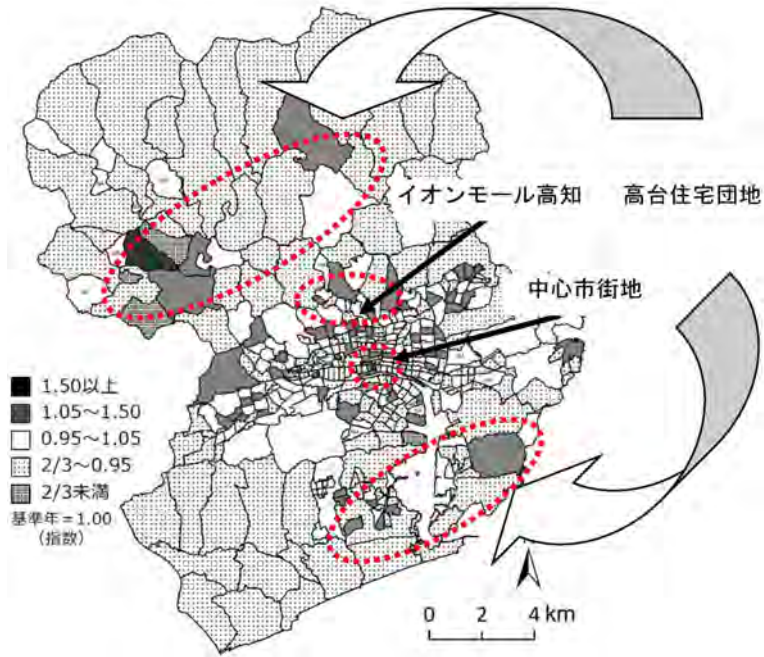 イオンモール高知
高台住宅団地
中心市街地
1.50以上
1.05～1.50
0.95～1.05
2/3～0.95
2/3未満
基準年＝1.00
（指数）
0 2 4 km